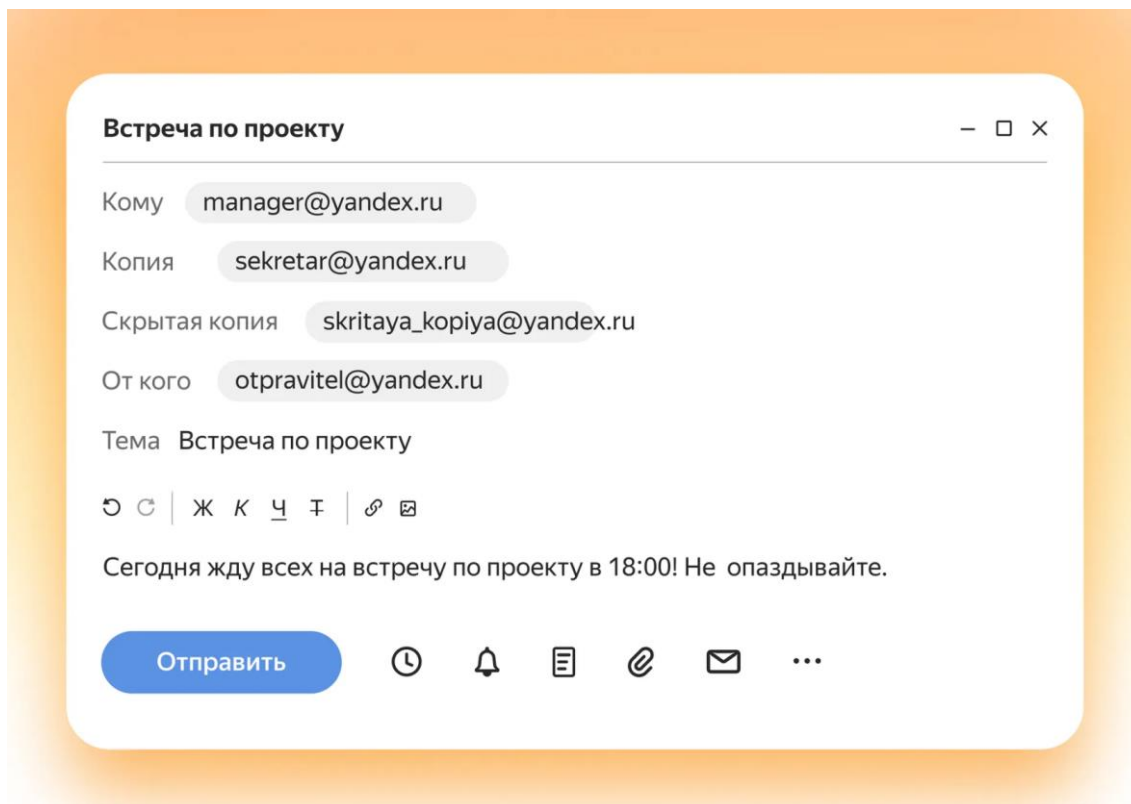 Встреча по проекту
Кому manager@yandex.ru
Копия sekretar@yandex.ru
Скрытая копия skritaya_kopiya@yandex.ru
От кого otpravitel@yandex.ru
Тема Встреча по проекту
Ж К Ч Т
Сегодня жду всех на встречу по проекту в 18:00! Не опаздывайте.
Отправить